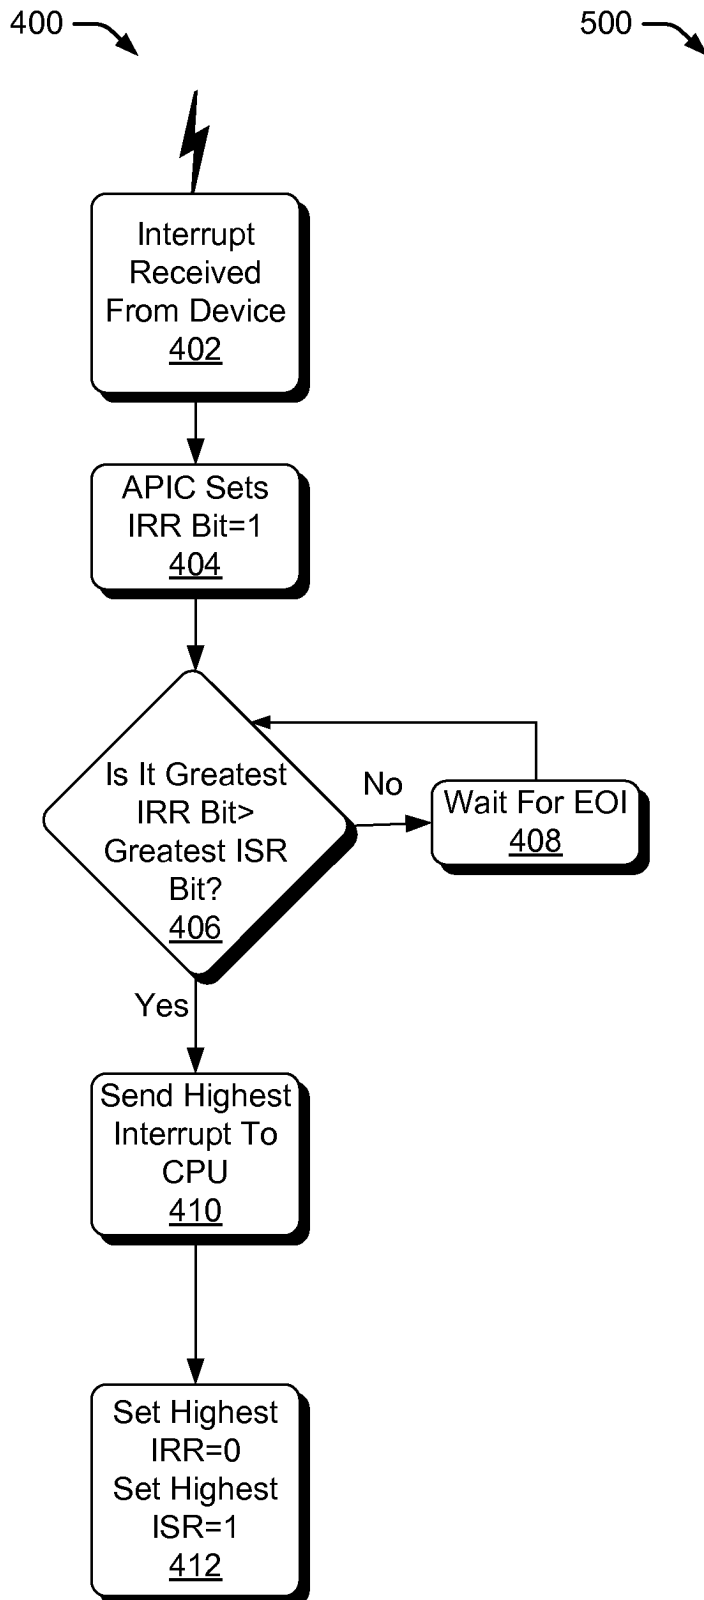 400
500
Interrupt
Received
From Device
402
APIC Sets
IRR Bit=1
404
Is It Greatest
IRR Bit>
Greatest ISR
Bit?
406
No
Wait For EOI
408
Yes
Send Highest
Interrupt To
CPU
410
Set Highest
IRR=0
Set Highest
ISR=1
412